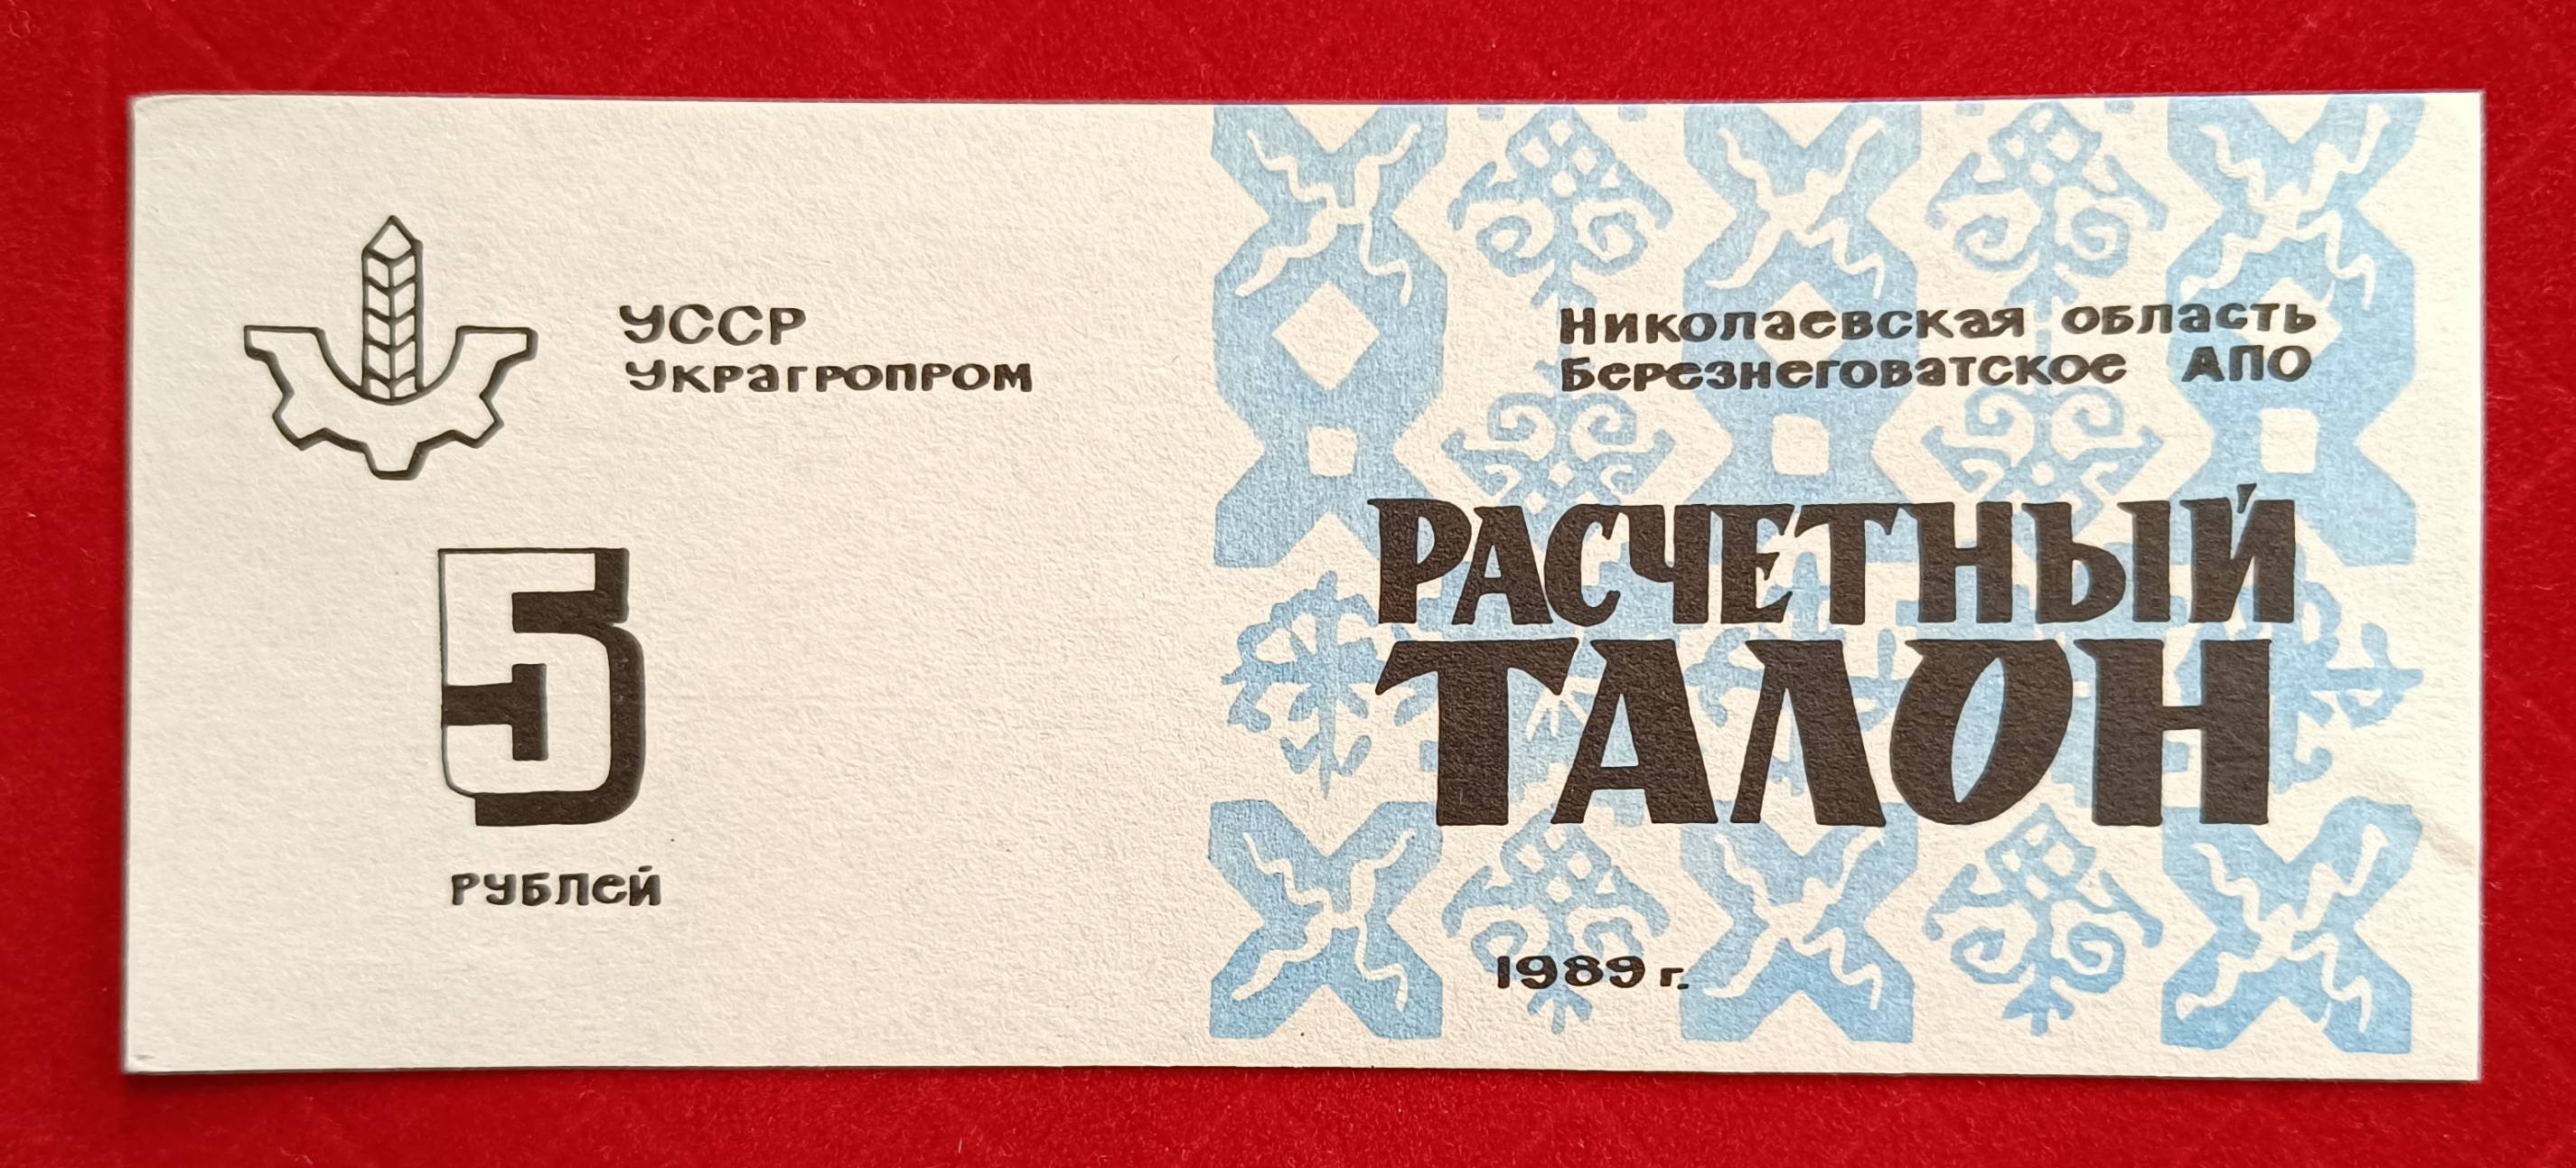 УССР
Украгропром
5
рублей
Николаевская область
Березнеговатское АПО
РАСЧЕТНЫЙ
ТАЛОН
1989 г.